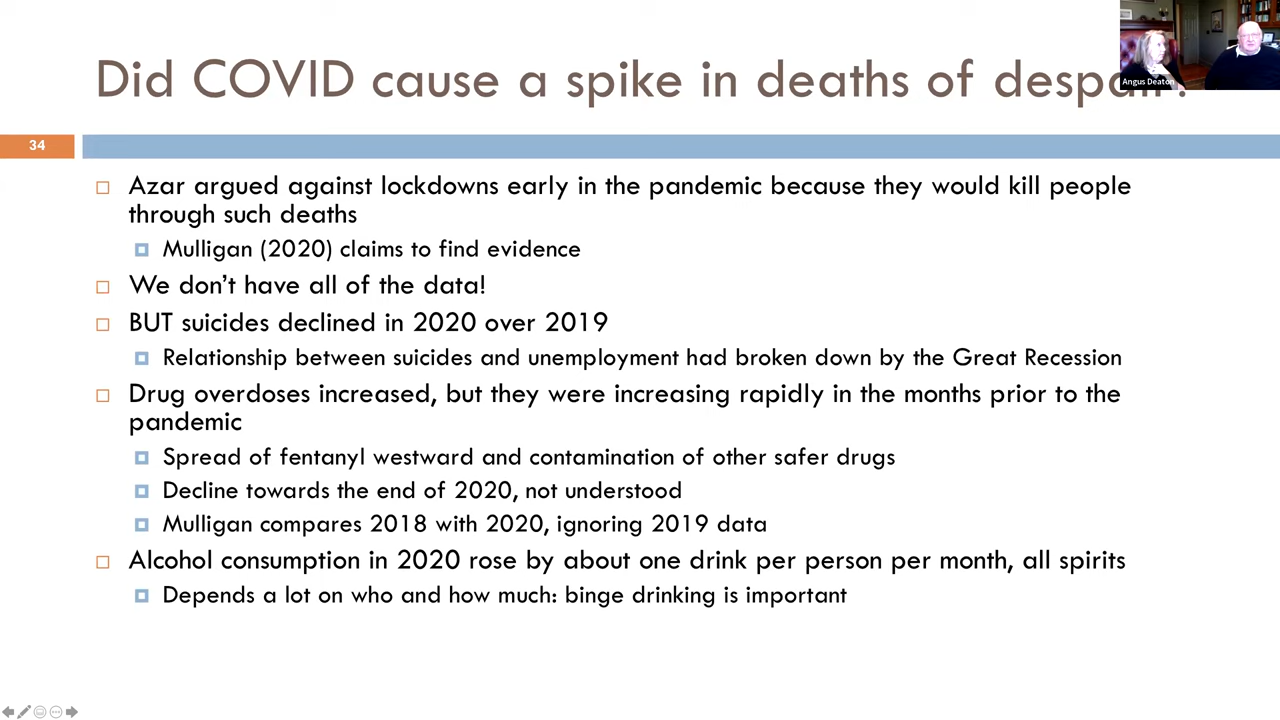 Did COVID cause a spike in deaths of despair?
Angus Deaton
34
Azar argued against lockdowns early in the pandemic because they would kill people
through such deaths
Mulligan (2020) claims to find evidence
We don't have all of the data!
BUT suicides declined in 2020 over 2019
Relationship between suicides and unemployment had broken down by the Great Recession
Drug overdoses increased, but they were increasing rapidly in the months prior to the
pandemic
Spread of fentanyl westward and contamination of other safer drugs
Decline towards the end of 2020, not understood
Mulligan compares 2018 with 2020, ignoring 2019 data
Alcohol consumption in 2020 rose by about one drink per person per month, all spirits
Depends a lot on who and how much: binge drinking is important